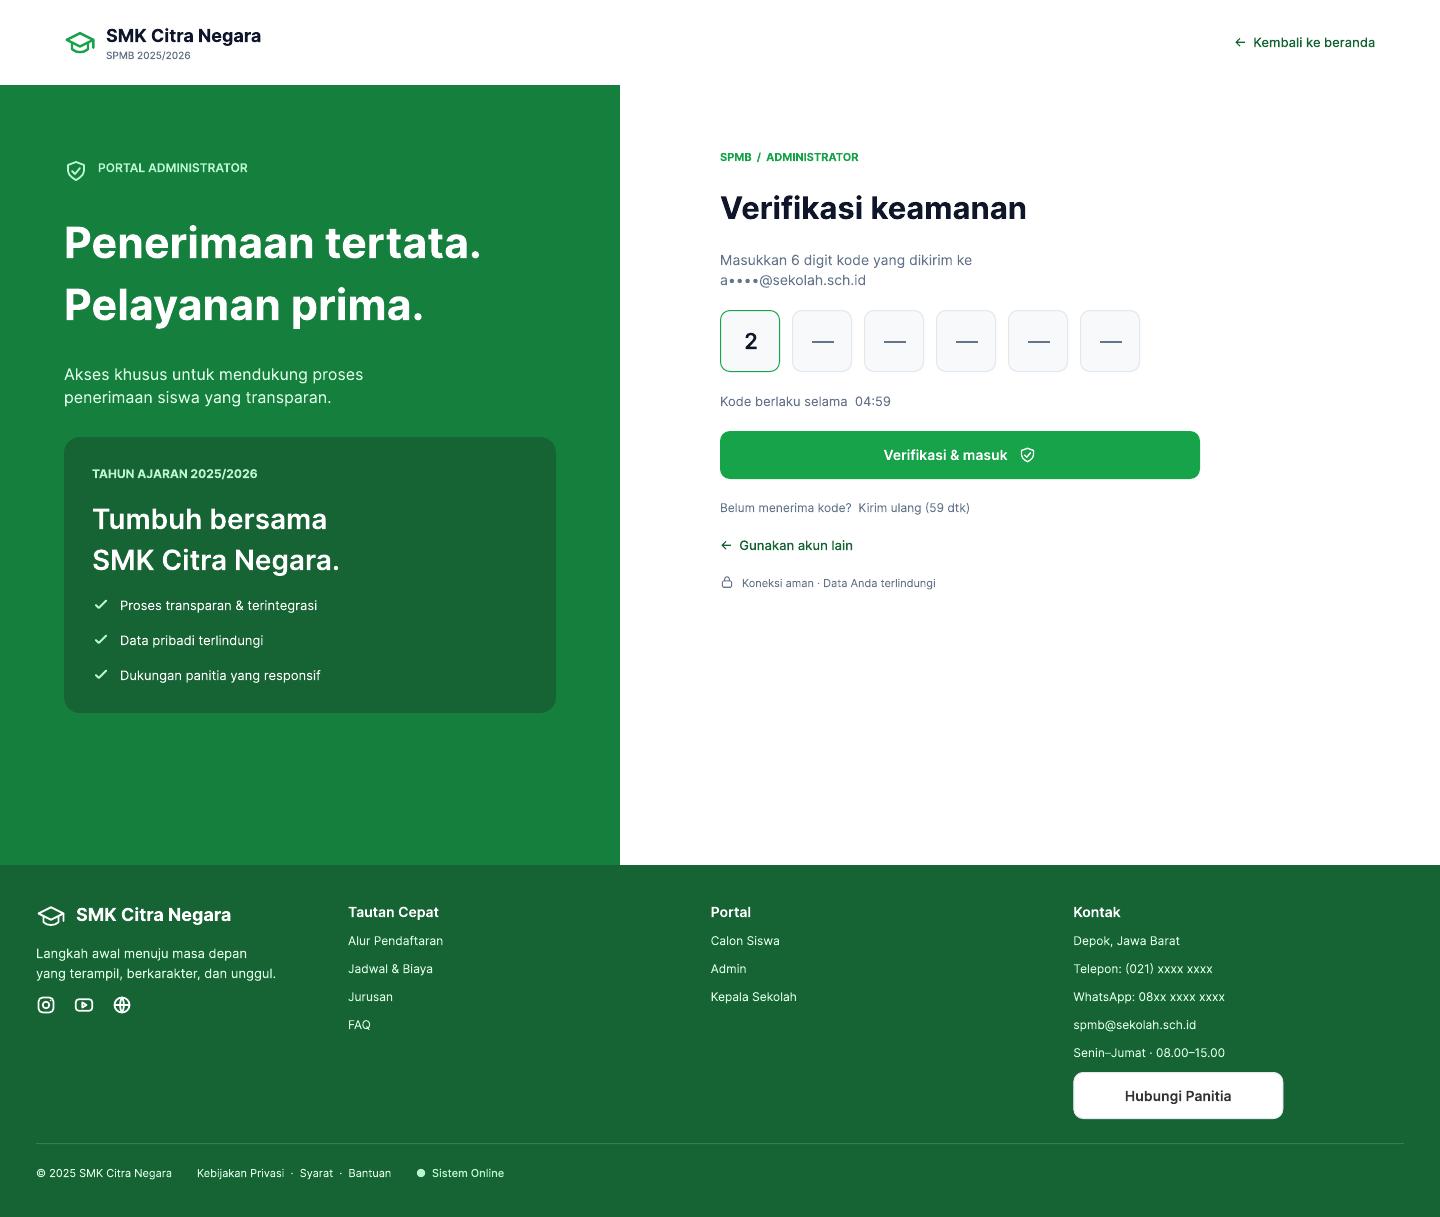 SMK Citra Negara
SPMB 2025/2026
← Kembali ke beranda
PORTAL ADMINISTRATOR
Penerimaan tertata.
Pelayanan prima.
Akses khusus untuk mendukung proses
penerimaan siswa yang transparan.
TAHUN AJARAN 2025/2026
Tumbuh bersama
SMK Citra Negara.
Proses transparan & terintegrasi
Data pribadi terlindungi
Dukungan panitia yang responsif
SPMB / ADMINISTRATOR
Verifikasi keamanan
Masukkan 6 digit kode yang dikirim ke
a••••@sekolah.sch.id
2 — — — — —
Kode berlaku selama 04:59
Verifikasi & masuk
Belum menerima kode? Kirim ulang (59 dtk)
← Gunakan akun lain
Koneksi aman · Data Anda terlindungi
SMK Citra Negara
Langkah awal menuju masa depan
yang terampil, berkarakter, dan unggul.
Tautan Cepat
Alur Pendaftaran
Jadwal & Biaya
Jurusan
FAQ
Portal
Calon Siswa
Admin
Kepala Sekolah
Kontak
Depok, Jawa Barat
Telepon: (021) xxxx xxxx
WhatsApp: 08xx xxxx xxxx
spmb@sekolah.sch.id
Senin–Jumat · 08.00–15.00
Hubungi Panitia
© 2025 SMK Citra Negara
Kebijakan Privasi · Syarat · Bantuan
Sistem Online